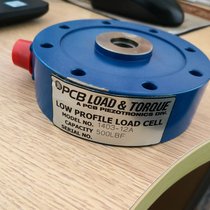 PCB LOAD & TORQUE
A PCB PIEZOTRONICS DIV.
LOW PROFILE LOAD CELL
MODEL NO. 1403-12A
CAPACITY 500LBF
SERIAL NO.